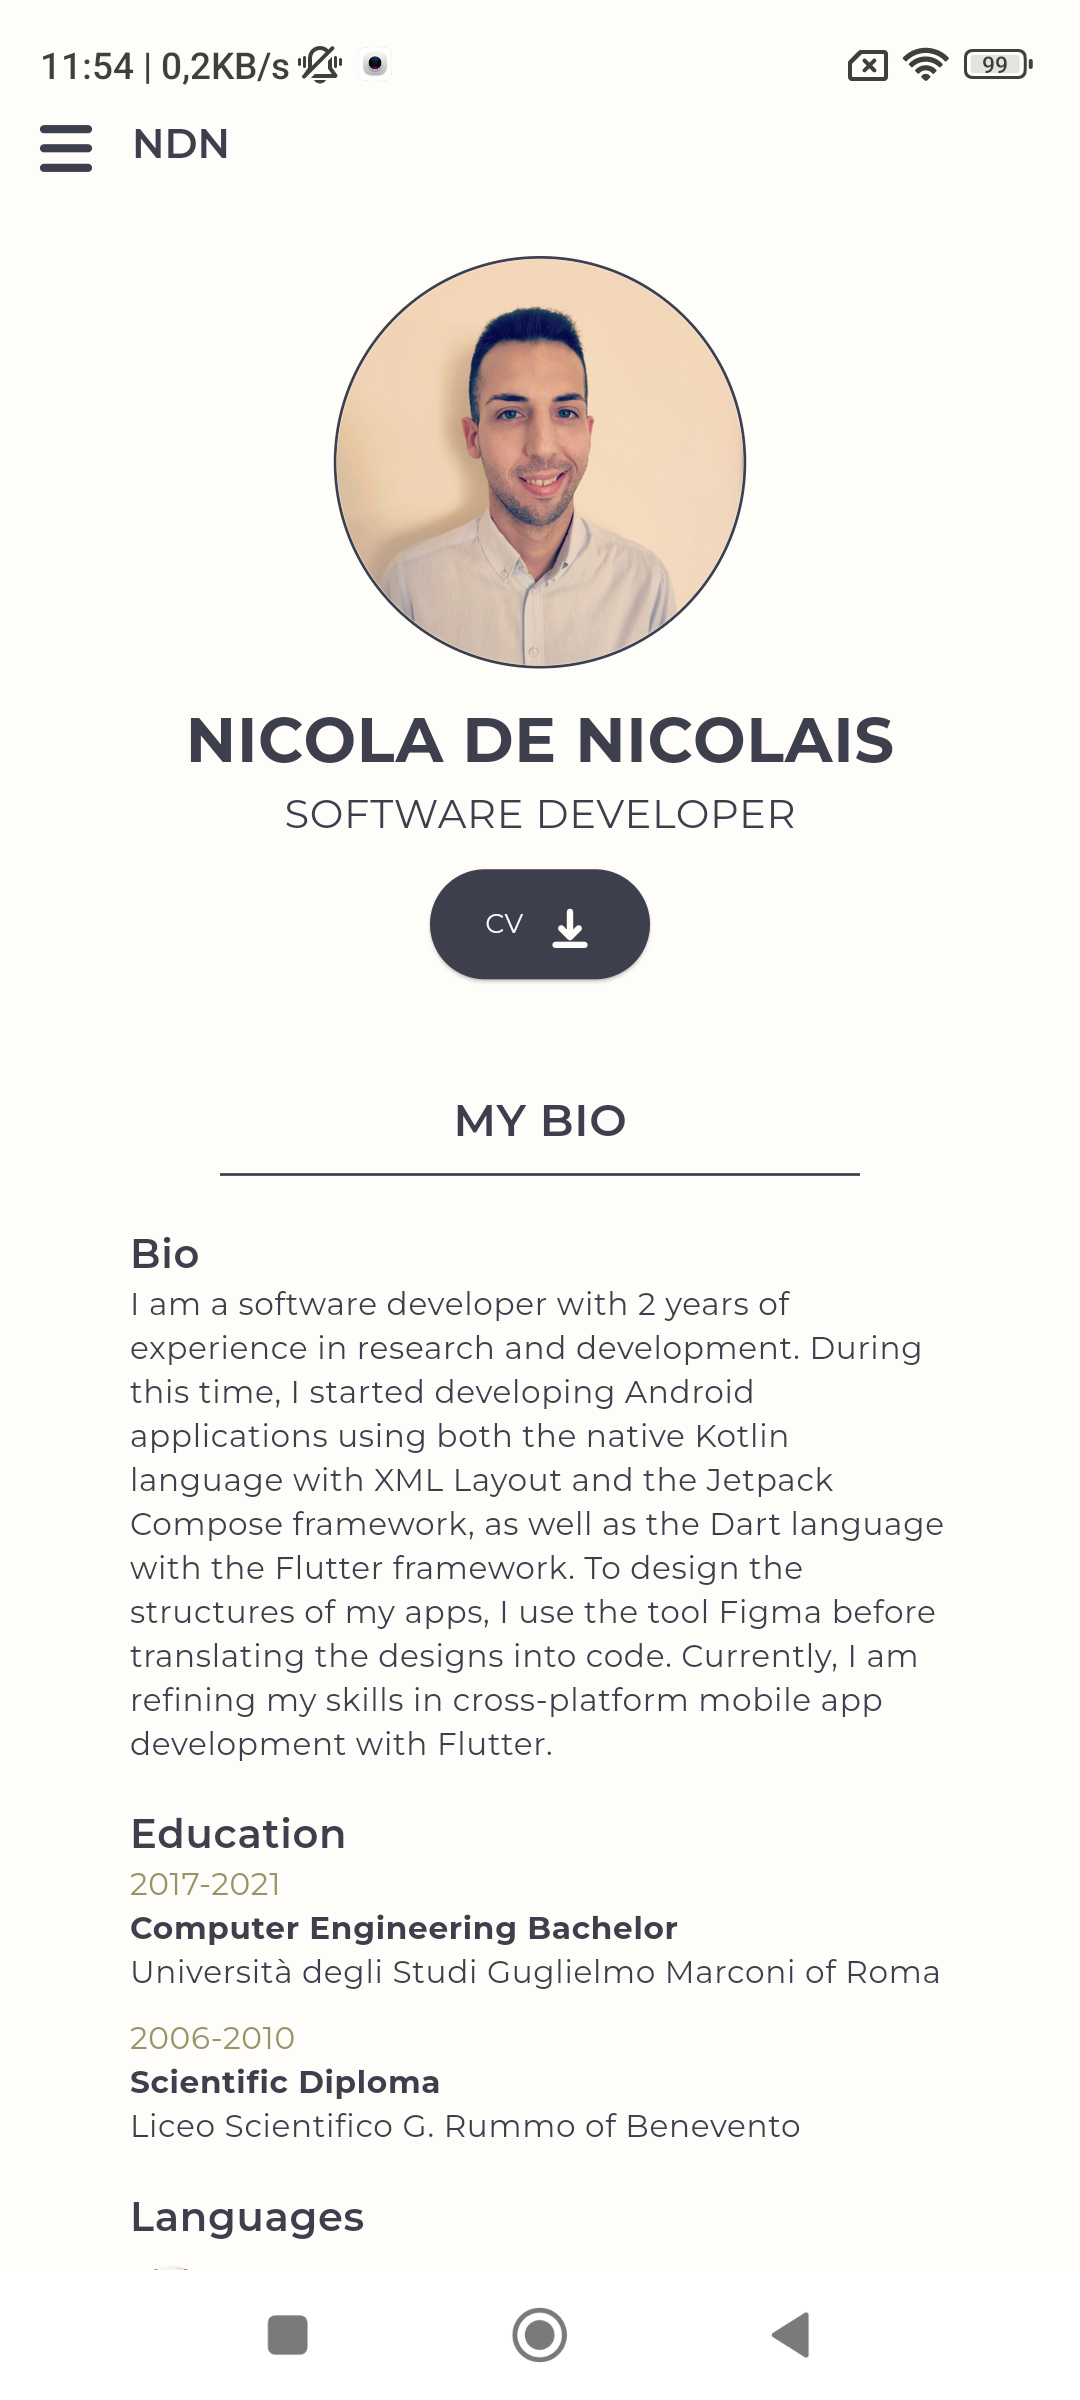 11:54 | 0,2KB/s
99
NDN
NICOLA DE NICOLAIS
SOFTWARE DEVELOPER
CV
MY BIO
Bio
I am a software developer with 2 years of
experience in research and development. During
this time, I started developing Android
applications using both the native Kotlin
language with XML Layout and the Jetpack
Compose framework, as well as the Dart language
with the Flutter framework. To design the
structures of my apps, I use the tool Figma before
translating the designs into code. Currently, I am
refining my skills in cross-platform mobile app
development with Flutter.
Education
2017-2021
Computer Engineering Bachelor
Università degli Studi Guglielmo Marconi of Roma
2006-2010
Scientific Diploma
Liceo Scientifico G. Rummo of Benevento
Languages